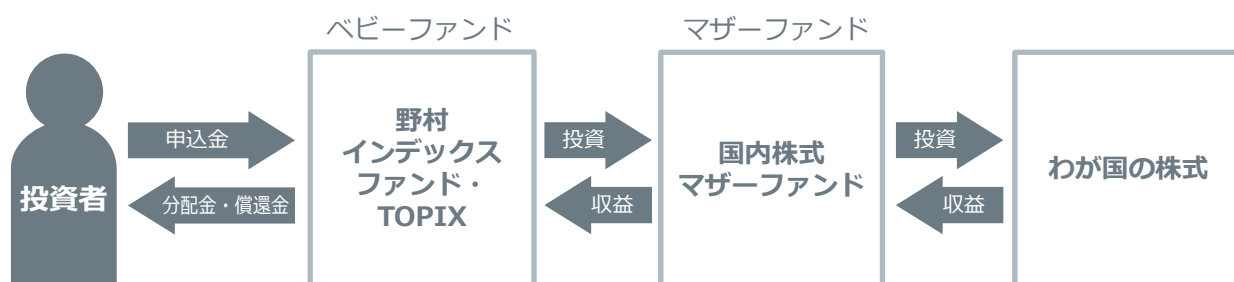 ベビーファンド
マザーファンド
投資者
申込金
分配金・償還金
野村
インデックス
ファンド・
TOPIX
投資
収益
国内株式
マザーファンド
投資
収益
わが国の株式